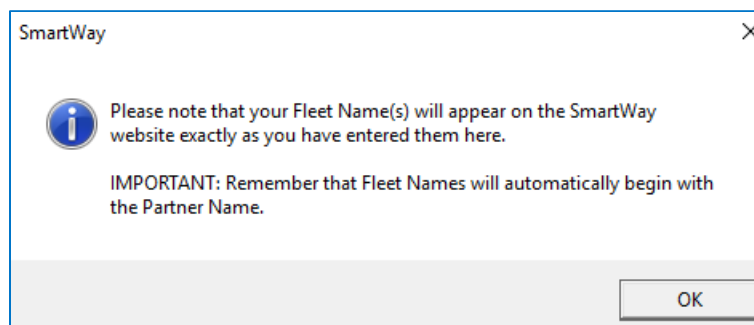 SmartWay
Please note that your Fleet Name(s) will appear on the SmartWay
website exactly as you have entered them here.
IMPORTANT: Remember that Fleet Names will automatically begin with
the Partner Name.
OK